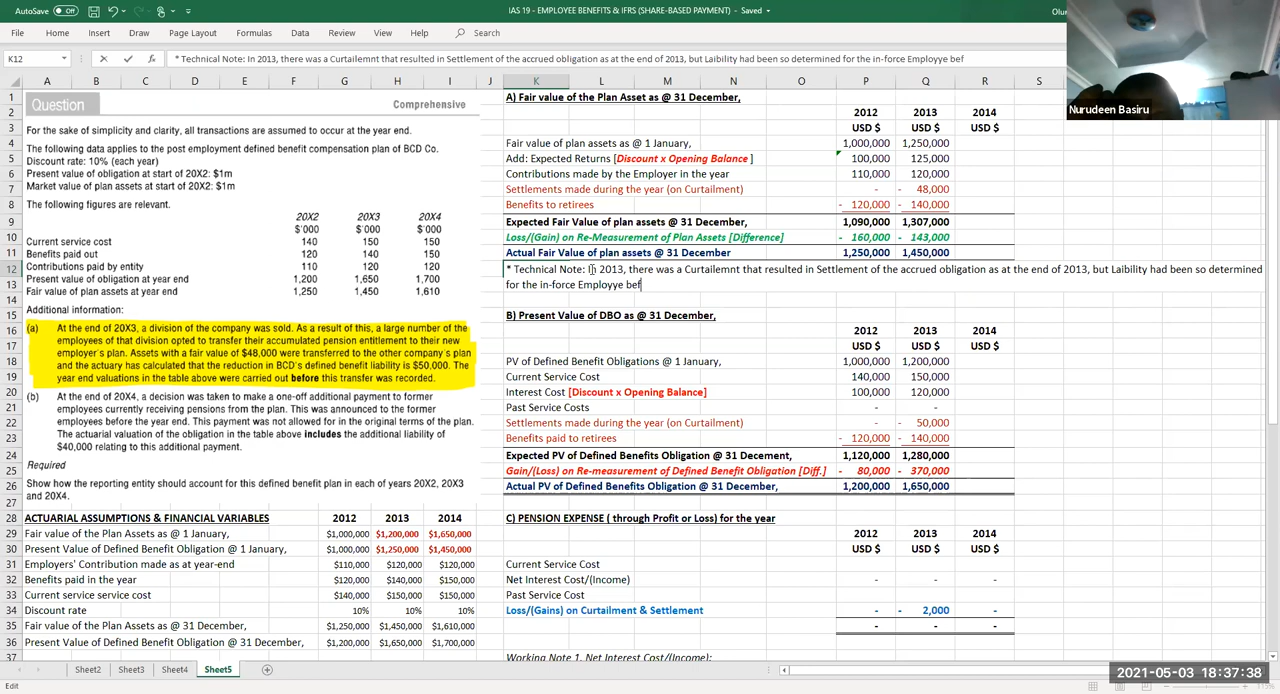 AutoSave Off
IAS 19 - EMPLOYEE BENEFITS & IFRS (SHARE-BASED PAYMENT) - Saved
File Home Insert Draw Page Layout Formulas Data Review View Help Search
K12 * Technical Note: In 2013, there was a Curtailemnt that resulted in Settlement of the accrued obligation as at the end of 2013, but Laibility had been so determined for the in-force Employye bef
Nurudeen Basiru
A B C D E F G H I J K L M N O P Q R S
Question
Comprehensive
For the sake of simplicity and clarity, all transactions are assumed to occur at the year end.
The following data applies to the post employment defined benefit compensation plan of BCD Co.
Discount rate: 10% (each year)
Present value of obligation at start of 20X2: $1m
Market value of plan assets at start of 20X2: $1m
The following figures are relevant.
20X2 20X3 20X4
$'000 $'000 $'000
Current service cost 140 150 150
Benefits paid out 120 140 150
Contributions paid by entity 110 120 120
Present value of obligation at year end 1,200 1,650 1,700
Fair value of plan assets at year end 1,250 1,450 1,610
Additional information:
(a) At the end of 20X3, a division of the company was sold. As a result of this, a large number of the
employees of that division opted to transfer their accumulated pension entitlement to their new
employer's plan. Assets with a fair value of $48,000 were transferred to the other company's plan
and the actuary has calculated that the reduction in BCD's defined benefit liability is $50,000. The
year end valuations in the table above were carried out before this transfer was recorded.
(b) At the end of 20X4, a decision was taken to make a one-off additional payment to former
employees currently receiving pensions from the plan. This was announced to the former
employees before the year end. This payment was not allowed for in the original terms of the plan.
The actuarial valuation of the obligation in the table above includes the additional liability of
$40,000 relating to this additional payment.
Required
Show how the reporting entity should account for this defined benefit plan in each of years 20X2, 20X3
and 20X4.
ACTUARIAL ASSUMPTIONS & FINANCIAL VARIABLES 2012 2013 2014
Fair value of the Plan Assets as @ 1 January, $1,000,000 $1,200,000 $1,650,000
Present Value of Defined Benefit Obligation @ 1 January, $1,000,000 $1,250,000 $1,450,000
Employers' Contribution made as at year-end $110,000 $120,000 $120,000
Benefits paid in the year $120,000 $140,000 $150,000
Current service service cost $140,000 $150,000 $150,000
Discount rate 10% 10% 10%
Fair value of the Plan Assets as @ 31 December, $1,250,000 $1,450,000 $1,610,000
Present Value of Defined Benefit Obligation @ 31 December, $1,200,000 $1,650,000 $1,700,000
A) Fair value of the Plan Asset as @ 31 December,
2012 2013 2014
USD $ USD $ USD $
Fair value of plan assets as @ 1 January, 1,000,000 1,250,000
Add: Expected Returns [Discount x Opening Balance ] 100,000 125,000
Contributions made by the Employer in the year 110,000 120,000
Settlements made during the year (on Curtailment) - - 48,000
Benefits to retirees - 120,000 - 140,000
Expected Fair Value of plan assets @ 31 December, 1,090,000 1,307,000
Loss/(Gain) on Re-Measurement of Plan Assets [Difference] - 160,000 - 143,000
Actual Fair Value of plan assets @ 31 December 1,250,000 1,450,000
* Technical Note: In 2013, there was a Curtailemnt that resulted in Settlement of the accrued obligation as at the end of 2013, but Laibility had been so determined
for the in-force Employye bef
B) Present Value of DBO as @ 31 December,
2012 2013 2014
USD $ USD $ USD $
PV of Defined Benefit Obligations @ 1 January, 1,000,000 1,200,000
Current Service Cost 140,000 150,000
Interest Cost [Discount x Opening Balance] 100,000 120,000
Past Service Costs - -
Settlements made during the year (on Curtailment) - - 50,000
Benefits paid to retirees - 120,000 - 140,000
Expected PV of Defined Benefits Obligation @ 31 Decement, 1,120,000 1,280,000
Gain/(Loss) on Re-measurement of Defined Benefit Obligation [Diff.] - 80,000 - 370,000
Actual PV of Defined Benefits Obligation @ 31 December, 1,200,000 1,650,000
C) PENSION EXPENSE ( through Profit or Loss) for the year
2012 2013 2014
USD $ USD $ USD $
Current Service Cost
Net Interest Cost/(Income) - - -
Past Service Cost
Loss/(Gains) on Curtailment & Settlement - - 2,000 -
- - -
Working Note 1. Net Interest Cost/(Income):
Sheet2 Sheet3 Sheet4 Sheet5
2021-05-03 18:37:38
Edit